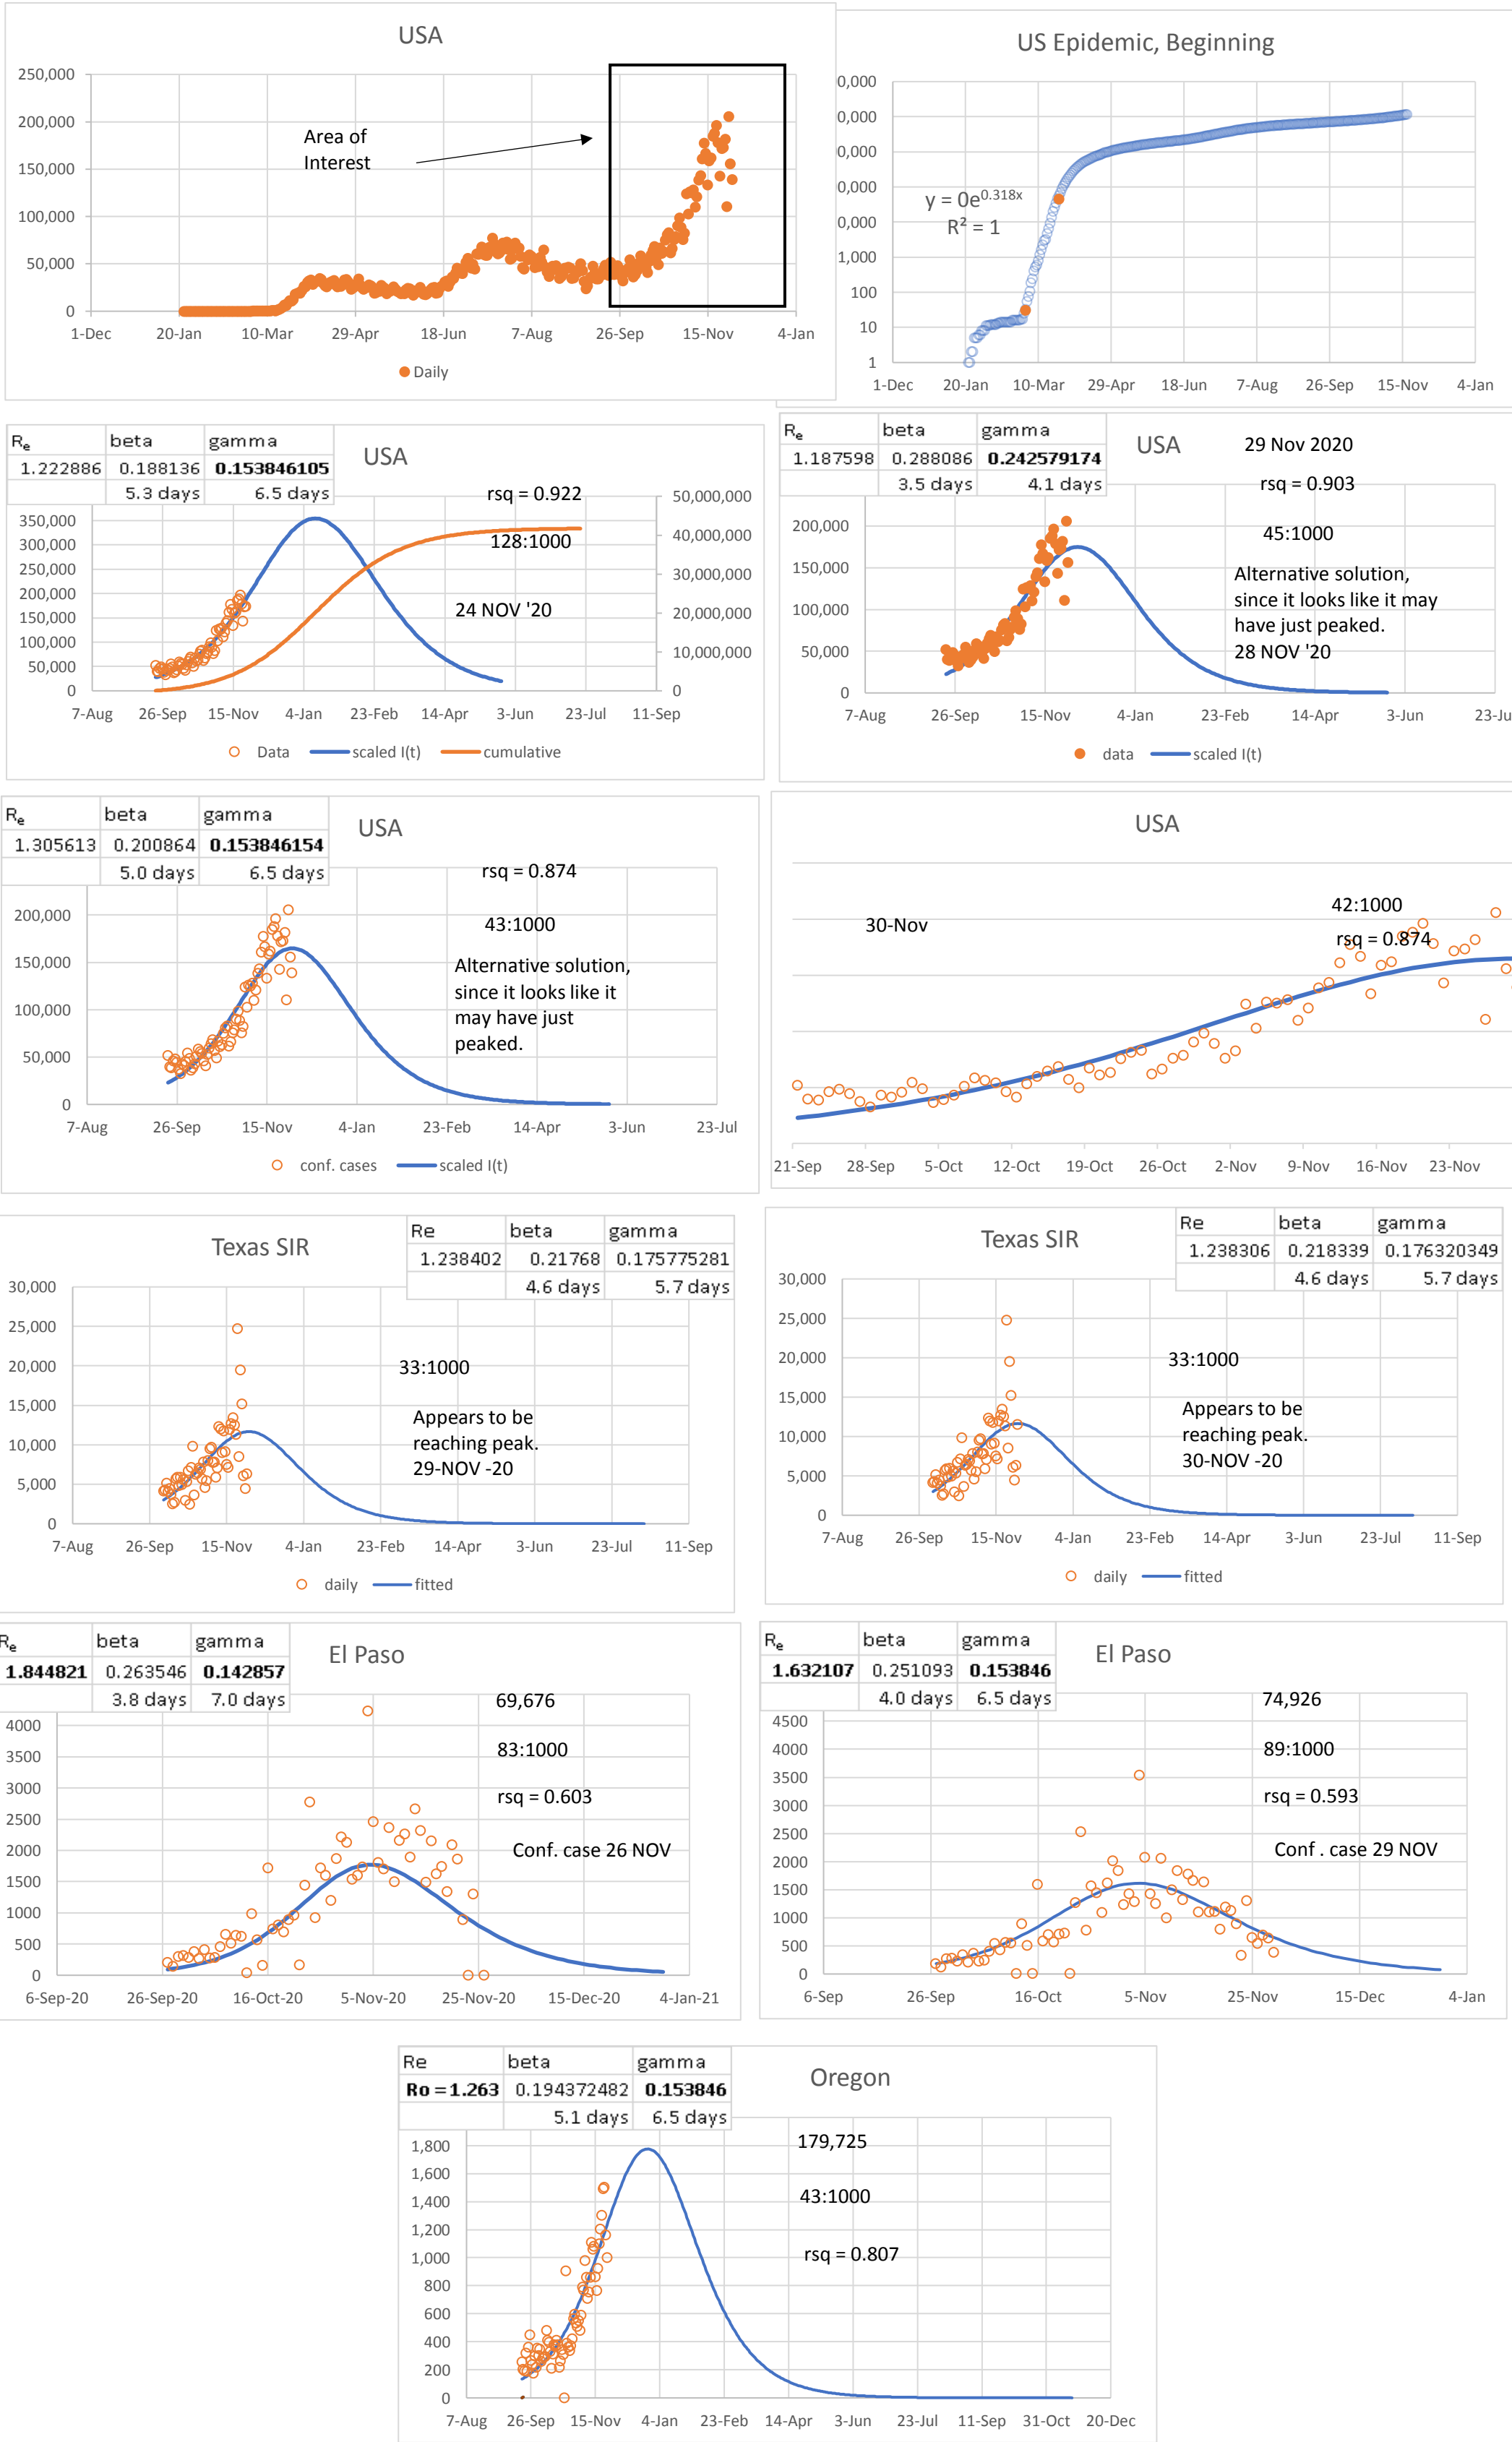 USA
250,000
200,000
150,000
100,000
50,000
0
Area of
Interest
1-Dec 20-Jan 10-Mar 29-Apr 18-Jun 7-Aug 26-Sep 15-Nov 4-Jan
Daily
US Epidemic, Beginning
0,000
0,000
0,000
0,000
0,000
1,000
100
10
1
y = 0e^0.318x
R² = 1
1-Dec 20-Jan 10-Mar 29-Apr 18-Jun 7-Aug 26-Sep 15-Nov 4-Jan
Re beta gamma
1.222886 0.188136 0.153846105
5.3 days 6.5 days
USA
rsq = 0.922
128:1000
24 NOV '20
350,000
300,000
250,000
200,000
150,000
100,000
50,000
0
50,000,000
40,000,000
30,000,000
20,000,000
10,000,000
0
7-Aug 26-Sep 15-Nov 4-Jan 23-Feb 14-Apr 3-Jun 23-Jul 11-Sep
Data scaled I(t) cumulative
Re beta gamma
1.187598 0.288086 0.242579174
3.5 days 4.1 days
USA
29 Nov 2020
rsq = 0.903
45:1000
Alternative solution,
since it looks like it may
have just peaked.
28 NOV '20
200,000
150,000
100,000
50,000
0
7-Aug 26-Sep 15-Nov 4-Jan 23-Feb 14-Apr 3-Jun 23-Ju
data scaled I(t)
Re beta gamma
1.305613 0.200864 0.153846154
5.0 days 6.5 days
USA
rsq = 0.874
43:1000
Alternative solution,
since it looks like it
may have just
peaked.
200,000
150,000
100,000
50,000
0
7-Aug 26-Sep 15-Nov 4-Jan 23-Feb 14-Apr 3-Jun 23-Jul
conf. cases scaled I(t)
USA
30-Nov
42:1000
rsq = 0.874
21-Sep 28-Sep 5-Oct 12-Oct 19-Oct 26-Oct 2-Nov 9-Nov 16-Nov 23-Nov
Texas SIR
Re beta gamma
1.238402 0.21768 0.175775281
4.6 days 5.7 days
30,000
25,000
20,000
15,000
10,000
5,000
0
33:1000
Appears to be
reaching peak.
29-NOV -20
7-Aug 26-Sep 15-Nov 4-Jan 23-Feb 14-Apr 3-Jun 23-Jul 11-Sep
daily fitted
Texas SIR
Re beta gamma
1.238306 0.218339 0.176320349
4.6 days 5.7 days
30,000
25,000
20,000
15,000
10,000
5,000
0
33:1000
Appears to be
reaching peak.
30-NOV -20
7-Aug 26-Sep 15-Nov 4-Jan 23-Feb 14-Apr 3-Jun 23-Jul 11-Sep
daily fitted
Re beta gamma
1.844821 0.263546 0.142857
3.8 days 7.0 days
El Paso
69,676
83:1000
rsq = 0.603
Conf. case 26 NOV
4000
3500
3000
2500
2000
1500
1000
500
0
6-Sep-20 26-Sep-20 16-Oct-20 5-Nov-20 25-Nov-20 15-Dec-20 4-Jan-21
Re beta gamma
1.632107 0.251093 0.153846
4.0 days 6.5 days
El Paso
74,926
89:1000
rsq = 0.593
Conf . case 29 NOV
4500
4000
3500
3000
2500
2000
1500
1000
500
0
6-Sep 26-Sep 16-Oct 5-Nov 25-Nov 15-Dec 4-Jan
Re beta gamma
Ro = 1.263 0.194372482 0.153846
5.1 days 6.5 days
Oregon
179,725
43:1000
rsq = 0.807
1,800
1,600
1,400
1,200
1,000
800
600
400
200
0
7-Aug 26-Sep 15-Nov 4-Jan 23-Feb 14-Apr 3-Jun 23-Jul 11-Sep 31-Oct 20-Dec